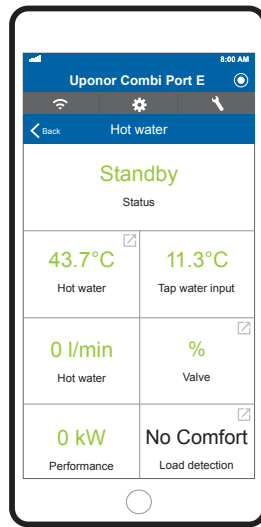 8:00 AM
Uponor Combi Port E
Back Hot water
Standby
Status
43.7°C 11.3°C
Hot water Tap water input
0 l/min %
Hot water Valve
0 kW No Comfort
Performance Load detection